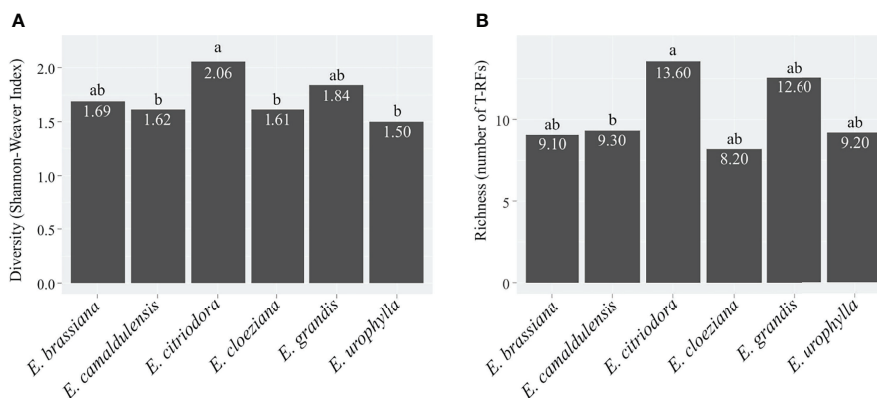 A
Diversity (Shannon-Weaver Index)
2.0
1.5
1.0
0.5
0.0
ab
1.69
b
1.62
a
2.06
b
1.61
ab
1.84
b
1.50
E. brassiana
E. camaldulensis
E. citriodora
E. cloeziana
E. grandis
E. urophylla
B
Richness (number of T-RFs)
10
5
0
ab
9.10
b
9.30
a
13.60
ab
8.20
ab
12.60
ab
9.20
E. brassiana
E. camaldulensis
E. citriodora
E. cloeziana
E. grandis
E. urophylla